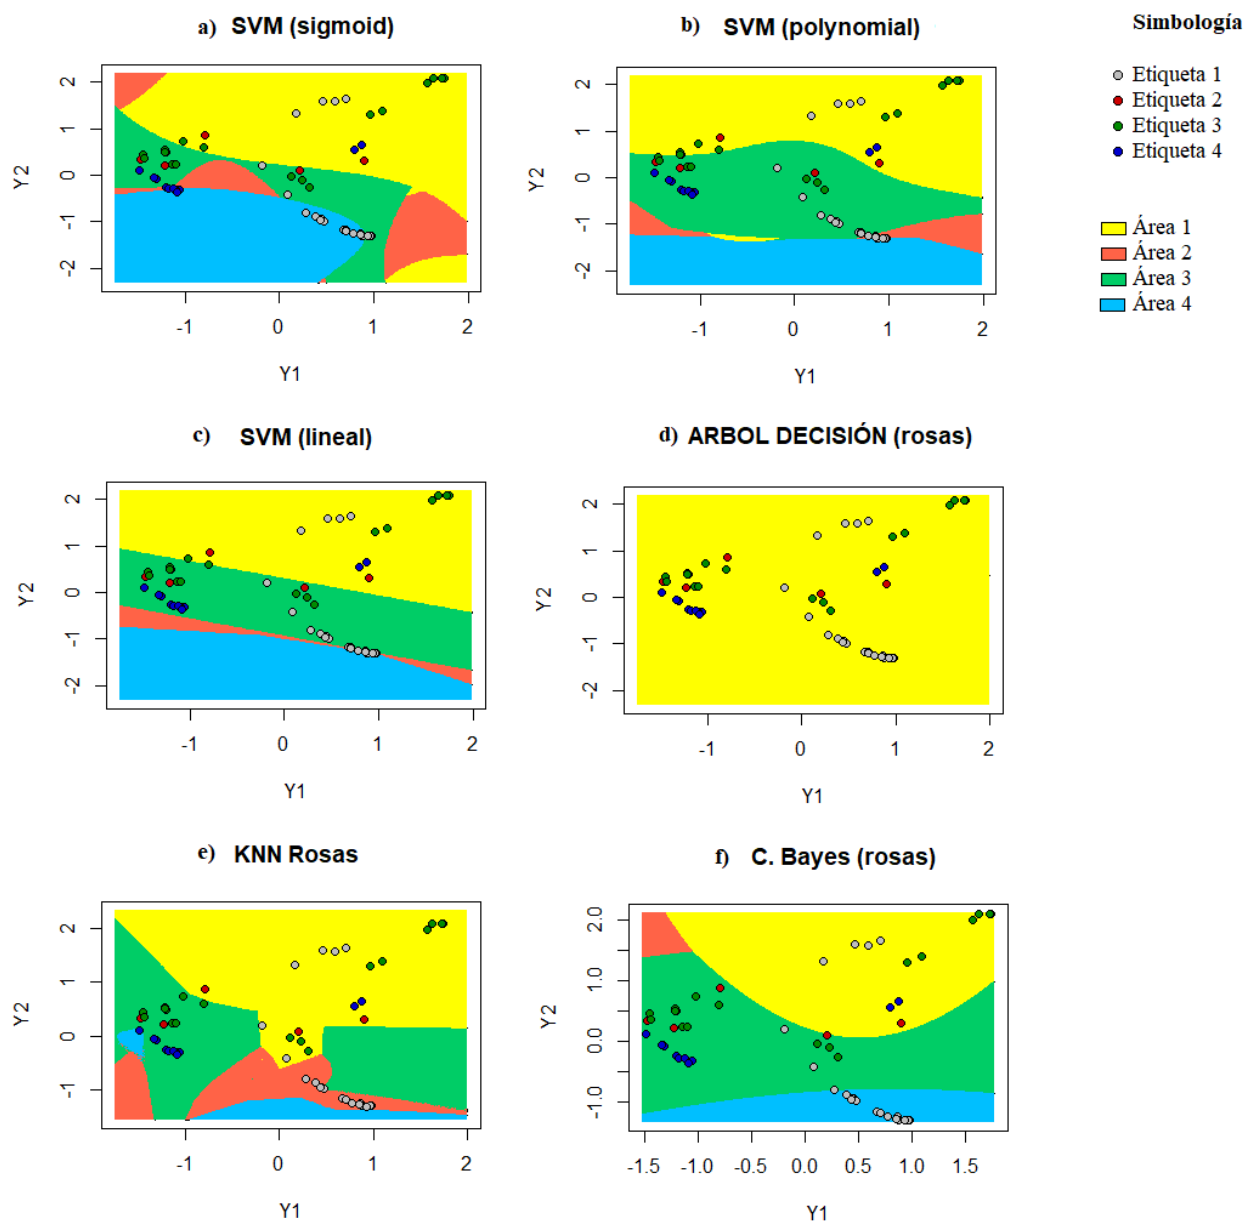 a) SVM (sigmoid)
Y2
2
1
0
-1
-2
-1
0
1
2
Y1
b) SVM (polynomial)
Y2
2
1
0
-1
-2
-1
0
1
2
Y1
Simbología
Etiqueta 1
Etiqueta 2
Etiqueta 3
Etiqueta 4
Área 1
Área 2
Área 3
Área 4
c) SVM (lineal)
Y2
2
1
0
-1
-2
-1
0
1
2
Y1
d) ARBOL DECISIÓN (rosas)
Y2
2
1
0
-1
-2
-1
0
1
2
Y1
e) KNN Rosas
Y2
2
1
0
-1
-1
0
1
2
Y1
f) C. Bayes (rosas)
Y2
2.0
1.0
0.0
-1.0
-1.5
-1.0
0.0
0.5
1.0
1.5
Y1